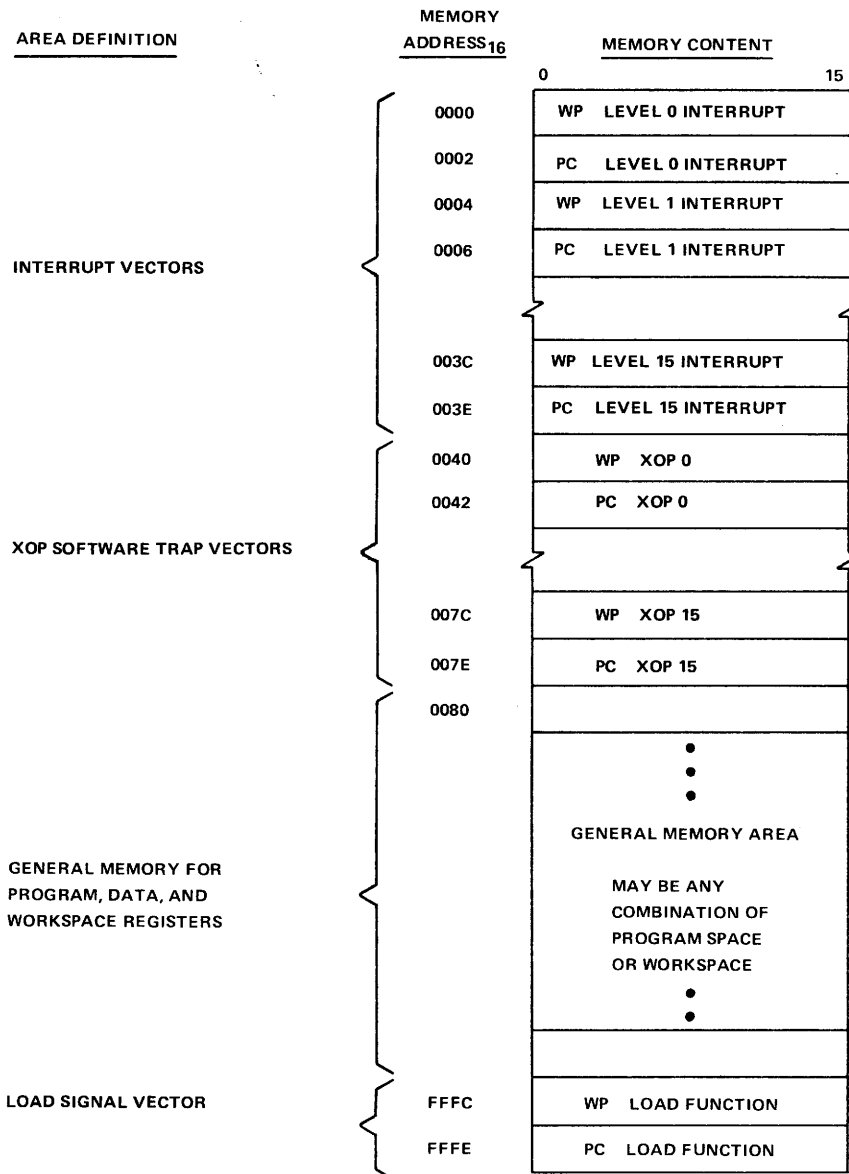 MEMORY
AREA DEFINITION ADDRESS16 MEMORY CONTENT
0 15
0000 WP LEVEL 0 INTERRUPT
0002 PC LEVEL 0 INTERRUPT
0004 WP LEVEL 1 INTERRUPT
0006 PC LEVEL 1 INTERRUPT
INTERRUPT VECTORS
003C WP LEVEL 15 INTERRUPT
003E PC LEVEL 15 INTERRUPT
0040 WP XOP 0
0042 PC XOP 0
XOP SOFTWARE TRAP VECTORS
007C WP XOP 15
007E PC XOP 15
0080
GENERAL MEMORY AREA
GENERAL MEMORY FOR
PROGRAM, DATA, AND
WORKSPACE REGISTERS
MAY BE ANY
COMBINATION OF
PROGRAM SPACE
OR WORKSPACE
LOAD SIGNAL VECTOR FFFC WP LOAD FUNCTION
FFFE PC LOAD FUNCTION